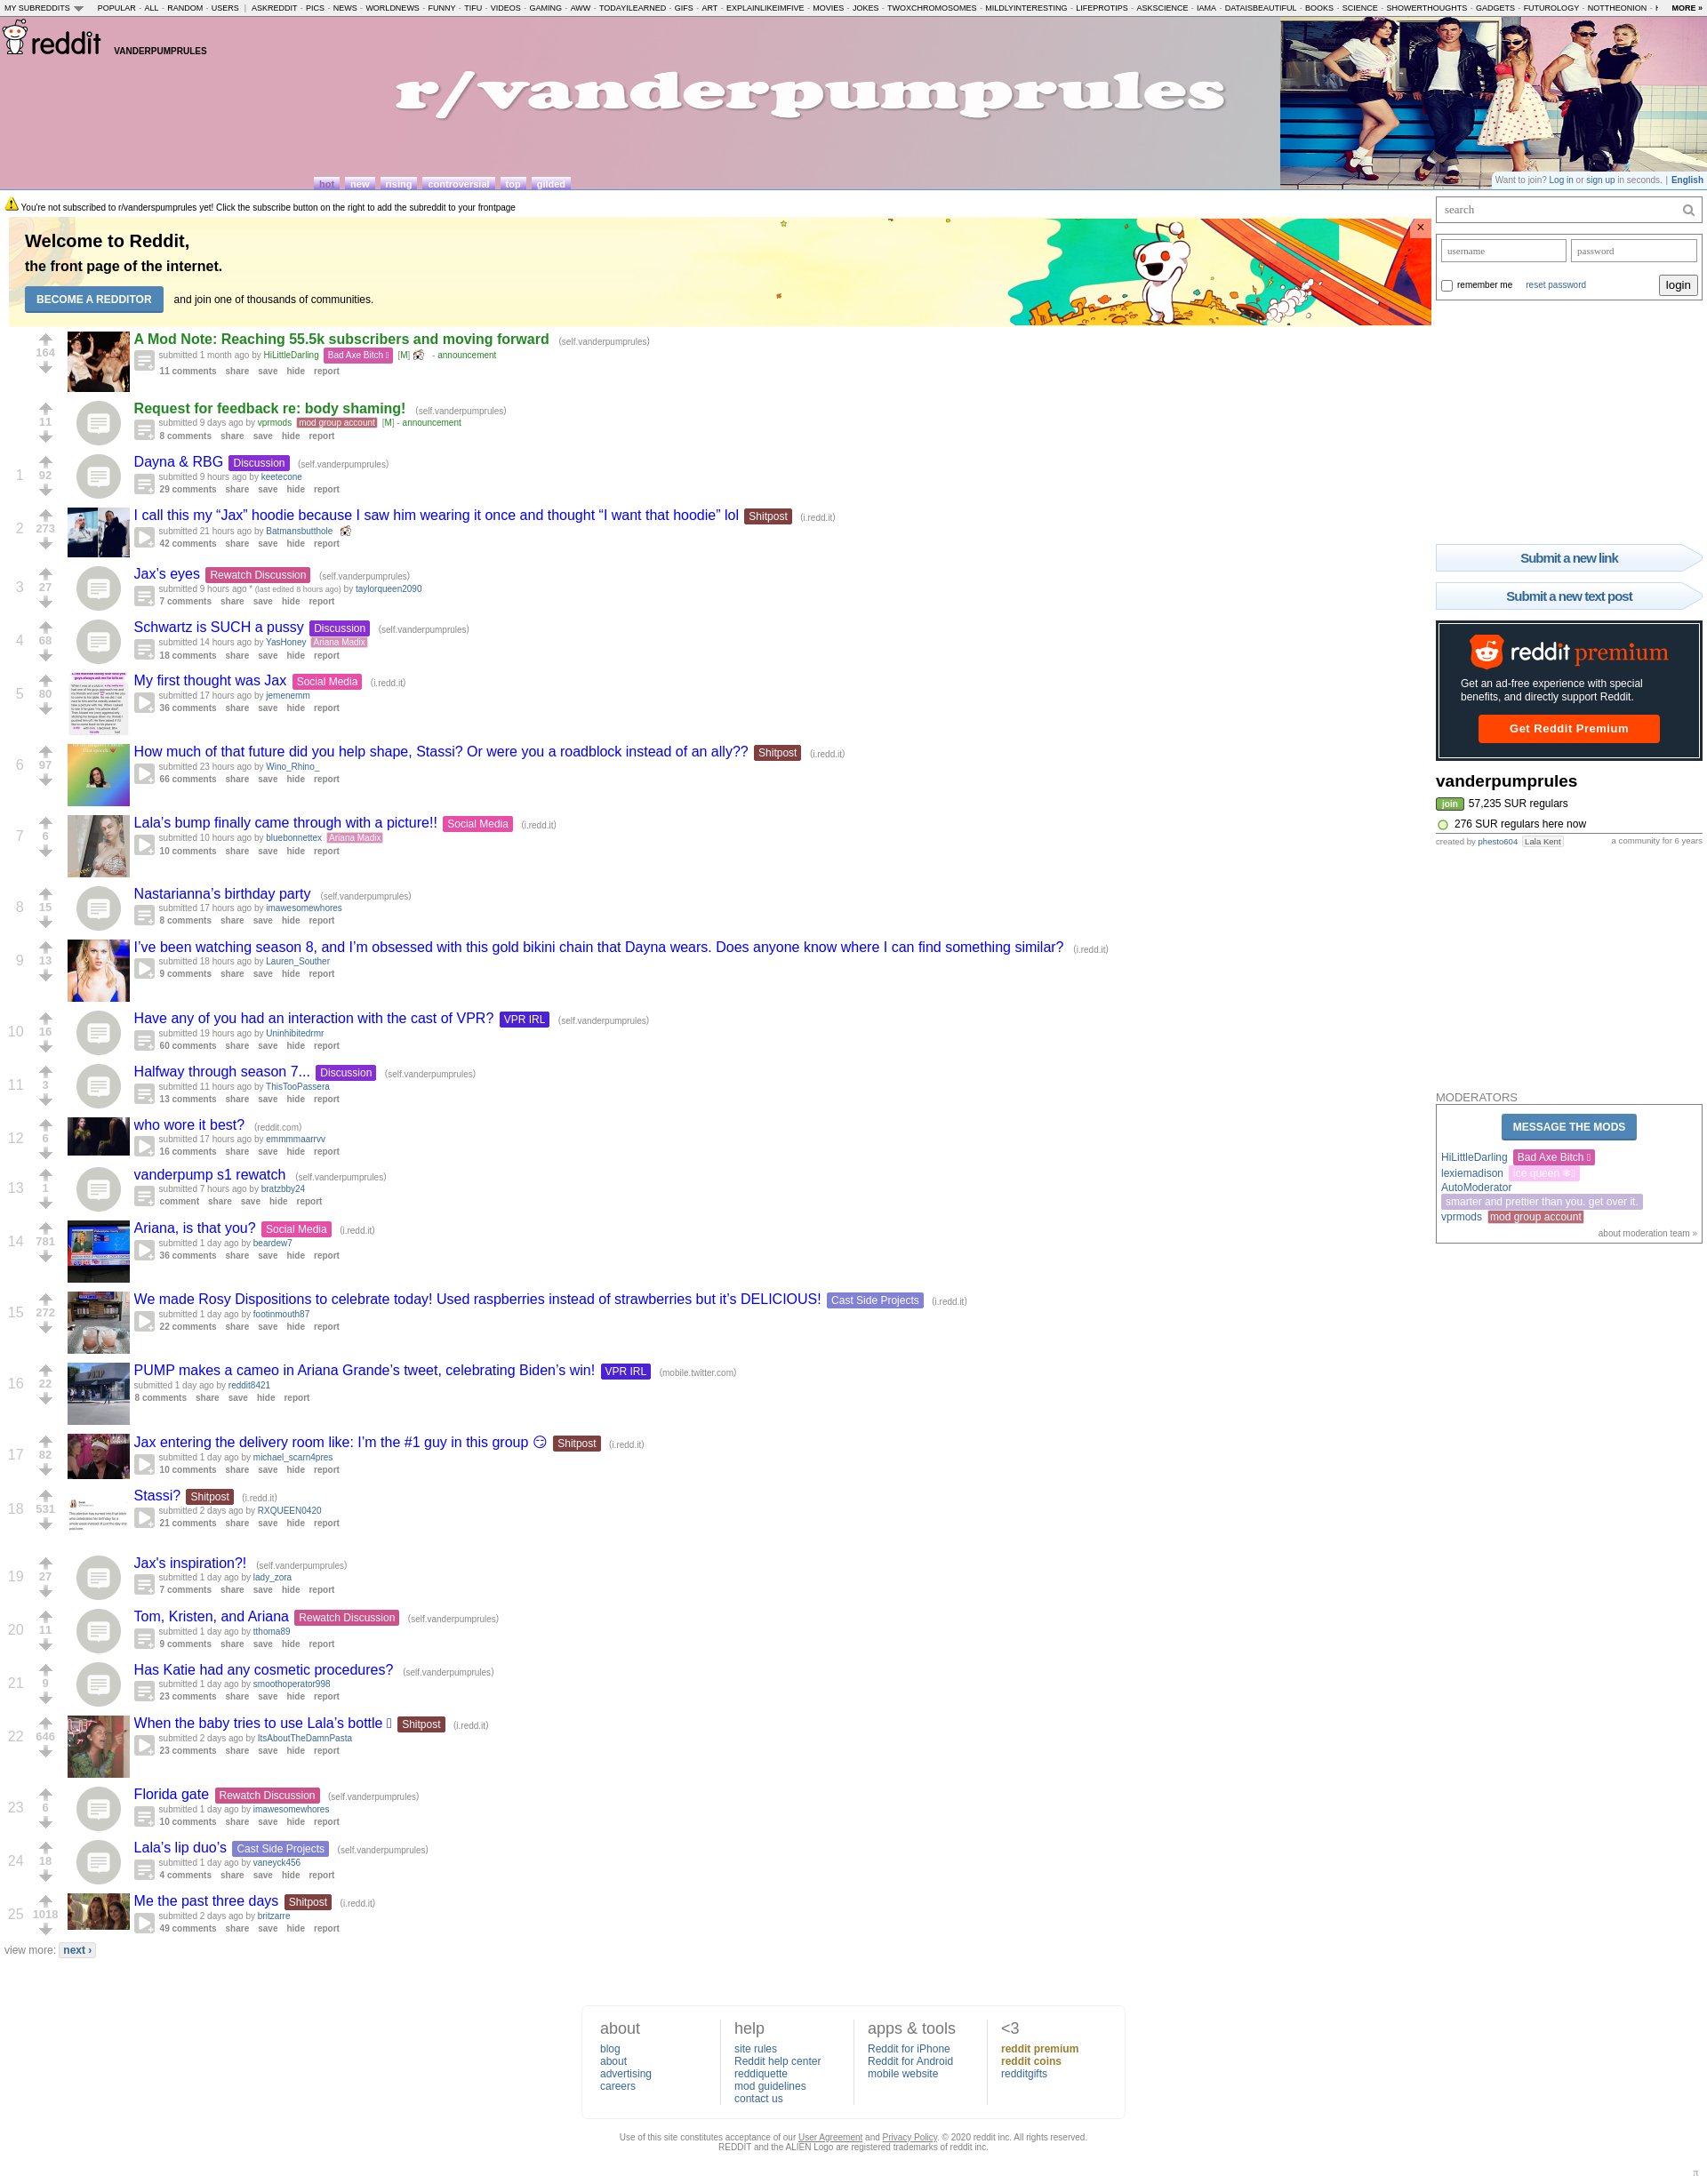 MY SUBREDDITS POPULAR - ALL - RANDOM - USERS | ASKREDDIT - PICS - NEWS - WORLDNEWS - FUNNY - TIFU - VIDEOS - GAMING - AWW - TODAYILEARNED - GIFS - ART - EXPLAINLIKEIMFIVE - MOVIES - JOKES - TWOXCHROMOSOMES - MILDLYINTERESTING - LIFEPROTIPS - ASKSCIENCE - IAMA - DATAISBEAUTIFUL - BOOKS - SCIENCE - SHOWERTHOUGHTS - GADGETS - FUTUROLOGY - NOTTHEONION - MORE »
reddit VANDERPUMPRULES
r/vanderpumprules
hot new rising controversial top gilded
Want to join? Log in or sign up in seconds. | English
You're not subscribed to r/vanderspumprules yet! Click the subscribe button on the right to add the subreddit to your frontpage
Welcome to Reddit,
the front page of the internet.
BECOME A REDDITOR and join one of thousands of communities.
×
A Mod Note: Reaching 55.5k subscribers and moving forward (self.vanderpumprules)
164
submitted 1 month ago by HiLittleDarling Bad Axe Bitch [M] - announcement
11 comments share save hide report
Request for feedback re: body shaming! (self.vanderpumprules)
11
submitted 9 days ago by vprmods mod group account [M] - announcement
8 comments share save hide report
1 92 Dayna & RBG Discussion (self.vanderpumprules)
submitted 9 hours ago by keetecone
29 comments share save hide report
2 273 I call this my “Jax” hoodie because I saw him wearing it once and thought “I want that hoodie” lol Shitpost (i.redd.it)
submitted 21 hours ago by Batmansbutthole
42 comments share save hide report
3 27 Jax’s eyes Rewatch Discussion (self.vanderpumprules)
submitted 9 hours ago * (last edited 8 hours ago) by taylorqueen2090
7 comments share save hide report
4 68 Schwartz is SUCH a pussy Discussion (self.vanderpumprules)
submitted 14 hours ago by YasHoney Ariana Madix
18 comments share save hide report
5 80 My first thought was Jax Social Media (i.redd.it)
submitted 17 hours ago by jemenemm
36 comments share save hide report
6 97 How much of that future did you help shape, Stassi? Or were you a roadblock instead of an ally?? Shitpost (i.redd.it)
submitted 23 hours ago by Wino_Rhino_
66 comments share save hide report
7 6 Lala’s bump finally came through with a picture!! Social Media (i.redd.it)
submitted 10 hours ago by bluebonnettex Ariana Madix
10 comments share save hide report
8 15 Nastarianna’s birthday party (self.vanderpumprules)
submitted 17 hours ago by imawesomewhores
8 comments share save hide report
9 13 I’ve been watching season 8, and I’m obsessed with this gold bikini chain that Dayna wears. Does anyone know where I can find something similar? (i.redd.it)
submitted 18 hours ago by Lauren_Souther
9 comments share save hide report
10 16 Have any of you had an interaction with the cast of VPR? VPR IRL (self.vanderpumprules)
submitted 19 hours ago by Uninhibitedrmr
60 comments share save hide report
11 3 Halfway through season 7... Discussion (self.vanderpumprules)
submitted 11 hours ago by ThisTooPassera
13 comments share save hide report
12 6 who wore it best? (reddit.com)
submitted 17 hours ago by emmmmaarrvv
16 comments share save hide report
13 1 vanderpump s1 rewatch (self.vanderpumprules)
submitted 7 hours ago by bratzbby24
comment share save hide report
14 781 Ariana, is that you? Social Media (i.redd.it)
submitted 1 day ago by beardew7
36 comments share save hide report
15 272 We made Rosy Dispositions to celebrate today! Used raspberries instead of strawberries but it’s DELICIOUS! Cast Side Projects (i.redd.it)
submitted 1 day ago by footinmouth87
22 comments share save hide report
16 22 PUMP makes a cameo in Ariana Grande’s tweet, celebrating Biden’s win! VPR IRL (mobile.twitter.com)
submitted 1 day ago by reddit8421
8 comments share save hide report
17 82 Jax entering the delivery room like: I’m the #1 guy in this group 😏 Shitpost (i.redd.it)
submitted 1 day ago by michael_scarn4pres
10 comments share save hide report
18 531 Stassi? Shitpost (i.redd.it)
submitted 2 days ago by RXQUEEN0420
21 comments share save hide report
19 27 Jax's inspiration?! (self.vanderpumprules)
submitted 1 day ago by lady_zora
7 comments share save hide report
20 11 Tom, Kristen, and Ariana Rewatch Discussion (self.vanderpumprules)
submitted 1 day ago by tthoma89
9 comments share save hide report
21 9 Has Katie had any cosmetic procedures? (self.vanderpumprules)
submitted 1 day ago by smoothoperator998
23 comments share save hide report
22 646 When the baby tries to use Lala’s bottle Shitpost (i.redd.it)
submitted 2 days ago by ItsAboutTheDamnPasta
23 comments share save hide report
23 6 Florida gate Rewatch Discussion (self.vanderpumprules)
submitted 1 day ago by imawesomewhores
10 comments share save hide report
24 18 Lala’s lip duo’s Cast Side Projects (self.vanderpumprules)
submitted 1 day ago by vaneyck456
4 comments share save hide report
25 1018 Me the past three days Shitpost (i.redd.it)
submitted 2 days ago by britzarre
49 comments share save hide report
view more: next ›
search
username password
remember me reset password login
Submit a new link
Submit a new text post
reddit premium
Get an ad-free experience with special
benefits, and directly support Reddit.
Get Reddit Premium
vanderpumprules
join 57,235 SUR regulars
276 SUR regulars here now
created by phesto604 Lala Kent a community for 6 years
MODERATORS
MESSAGE THE MODS
HiLittleDarling Bad Axe Bitch
lexiemadison ice queen ❄
AutoModerator
smarter and prettier than you. get over it.
vprmods mod group account
about moderation team »
about help apps & tools <3
blog site rules Reddit for iPhone reddit premium
about Reddit help center Reddit for Android reddit coins
advertising reddiquette mobile website redditgifts
careers mod guidelines
contact us
Use of this site constitutes acceptance of our User Agreement and Privacy Policy. © 2020 reddit inc. All rights reserved.
REDDIT and the ALIEN Logo are registered trademarks of reddit inc.
π